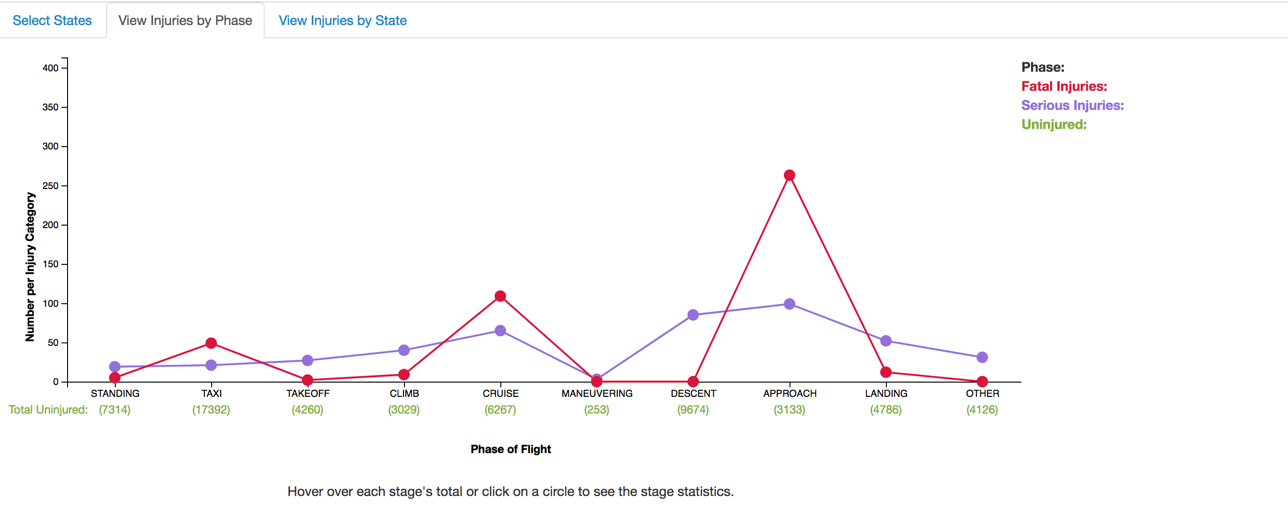 Select States View Injuries by Phase View Injuries by State
Phase:
Fatal Injuries:
Serious Injuries:
Uninjured:
400
350
300
250
200
150
100
50
0
Number per Injury Category
STANDING TAXI TAKEOFF CLIMB CRUISE MANEUVERING DESCENT APPROACH LANDING OTHER
Total Uninjured: (7314) (17392) (4260) (3029) (6267) (253) (9674) (3133) (4786) (4126)
Phase of Flight
Hover over each stage's total or click on a circle to see the stage statistics.